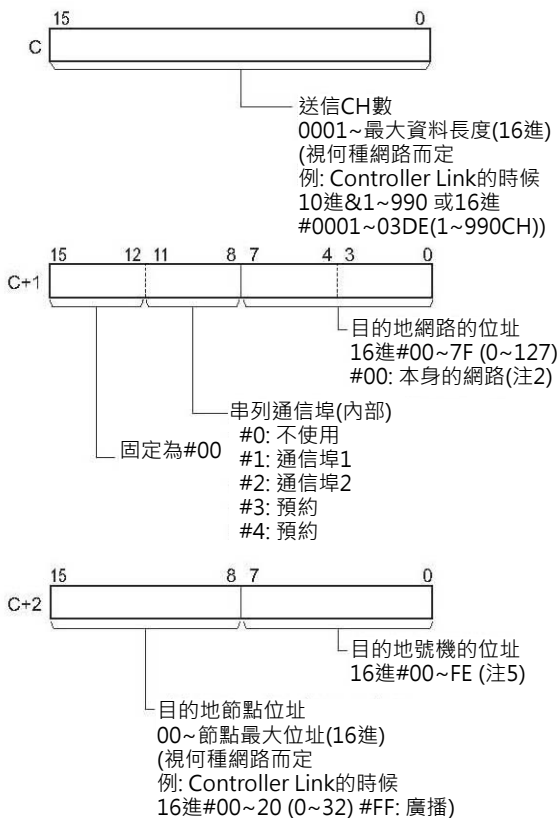 15 0
C
送信CH數
0001~最大資料長度(16進)
(視何種網路而定
例: Controller Link的時候
10進&1~990 或16進
#0001~03DE(1~990CH))
15 12 11 8 7 4 3 0
C+1
目的地網路的位址
16進#00~7F (0~127)
#00: 本身的網路(注2)
串列通信埠(內部)
#0: 不使用
#1: 通信埠1
#2: 通信埠2
#3: 預約
#4: 預約
固定為#00
15 8 7 0
C+2
目的地號機的位址
16進#00~FE (注5)
目的地節點位址
00~節點最大位址(16進)
(視何種網路而定
例: Controller Link的時候
16進#00~20 (0~32) #FF: 廣播)